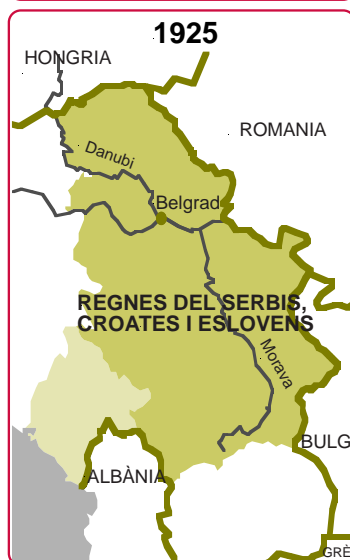 1925
HONGRIA
ROMANIA
Danubi
Belgrad
REGNES DEL SERBIS,
CROATES I ESLOVENS
Morava
BULG
ALBÀNIA
GRÈ